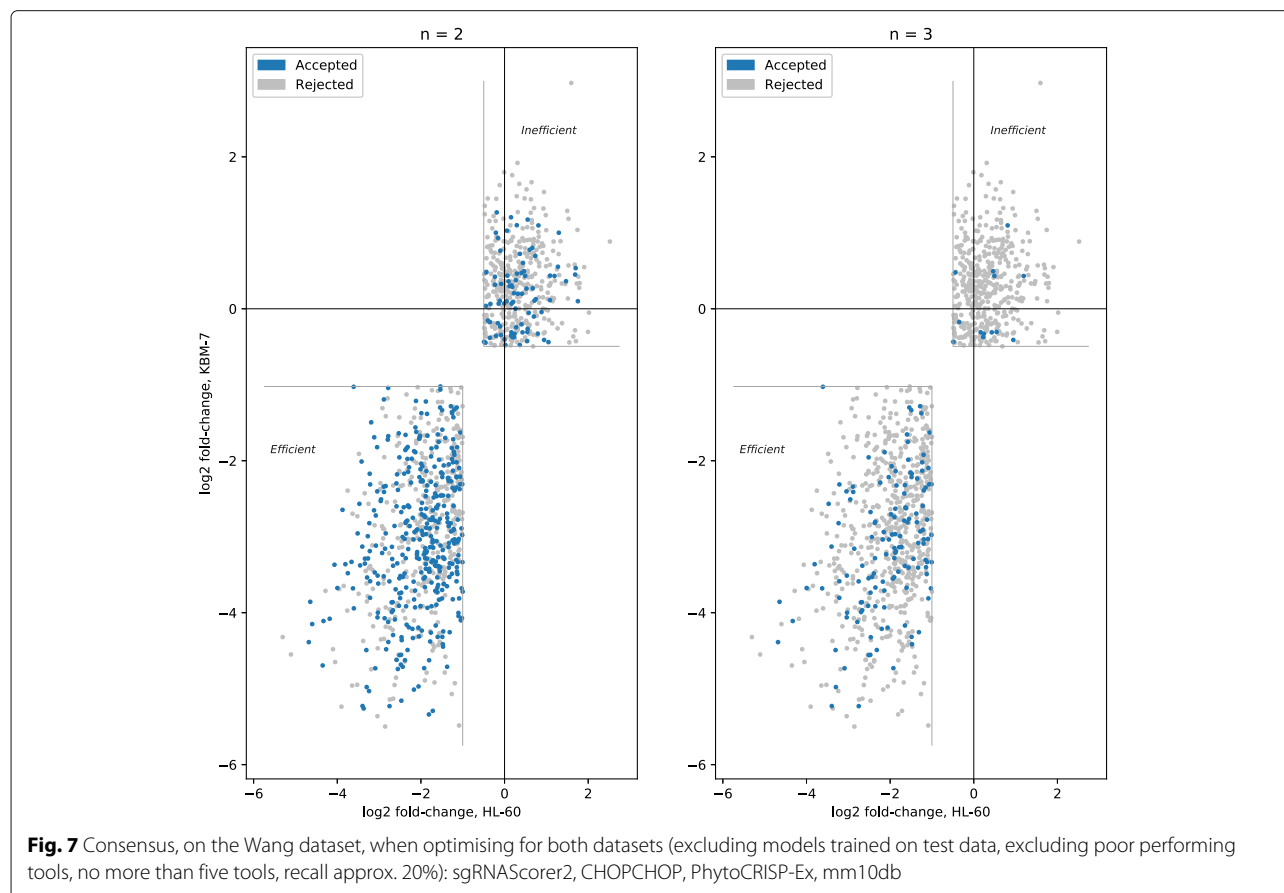 n = 2
Accepted
Rejected
Inefficient
Efficient
2
0
−2
−4
−6
log2 fold-change, KBM-7
−6
−4
−2
0
2
log2 fold-change, HL-60
n = 3
Accepted
Rejected
Inefficient
Efficient
2
0
−2
−4
−6
−6
−4
−2
0
2
log2 fold-change, HL-60
Fig. 7 Consensus, on the Wang dataset, when optimising for both datasets (excluding models trained on test data, excluding poor performing
tools, no more than five tools, recall approx. 20%): sgRNAScorer2, CHOPCHOP, PhytoCRISP-Ex, mm10db